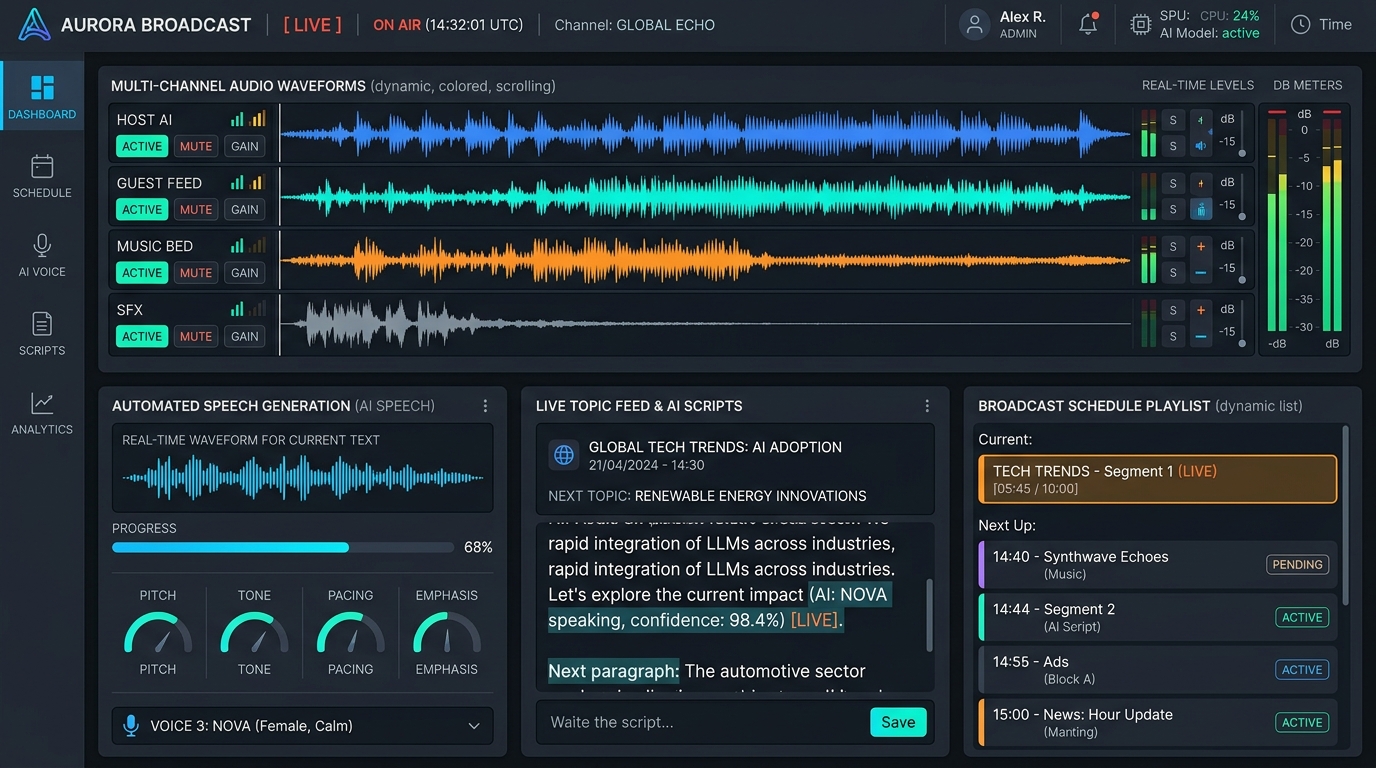 AURORA BROADCAST
[ LIVE ]
ON AIR (14:32:01 UTC)
Channel: GLOBAL ECHO
Alex R.
ADMIN
SPU: CPU: 24%
AI Model: active
Time
DASHBOARD
SCHEDULE
AI VOICE
SCRIPTS
ANALYTICS
MULTI-CHANNEL AUDIO WAVEFORMS (dynamic, colored, scrolling)
REAL-TIME LEVELS
DB METERS
HOST AI
ACTIVE MUTE GAIN
S
S
dB
-15
GUEST FEED
ACTIVE MUTE GAIN
S
S
dB
-15
MUSIC BED
ACTIVE MUTE GAIN
S
S
+
−
dB
-15
SFX
ACTIVE MUTE GAIN
S
S
+
−
dB
-15
dB
0
-5
-10
-15
-20
-20
-35
-30
-dB
dB
AUTOMATED SPEECH GENERATION (AI SPEECH)
REAL-TIME WAVEFORM FOR CURRENT TEXT
PROGRESS
68%
PITCH TONE PACING EMPHASIS
PITCH TONE PACING EMPHASIS
VOICE 3: NOVA (Female, Calm)
LIVE TOPIC FEED & AI SCRIPTS
GLOBAL TECH TRENDS: AI ADOPTION
21/04/2024 - 14:30
NEXT TOPIC: RENEWABLE ENERGY INNOVATIONS
rapid integration of LLMs across industries,
rapid integration of LLMs across industries.
Let's explore the current impact (AI: NOVA
speaking, confidence: 98.4%) [LIVE].
Next paragraph: The automotive sector
Waite the script...
Save
BROADCAST SCHEDULE PLAYLIST (dynamic list)
Current:
TECH TRENDS - Segment 1 (LIVE)
[05:45 / 10:00]
Next Up:
14:40 - Synthwave Echoes
(Music)
PENDING
14:44 - Segment 2
(AI Script)
ACTIVE
14:55 - Ads
(Block A)
ACTIVE
15:00 - News: Hour Update
(Manting)
ACTIVE